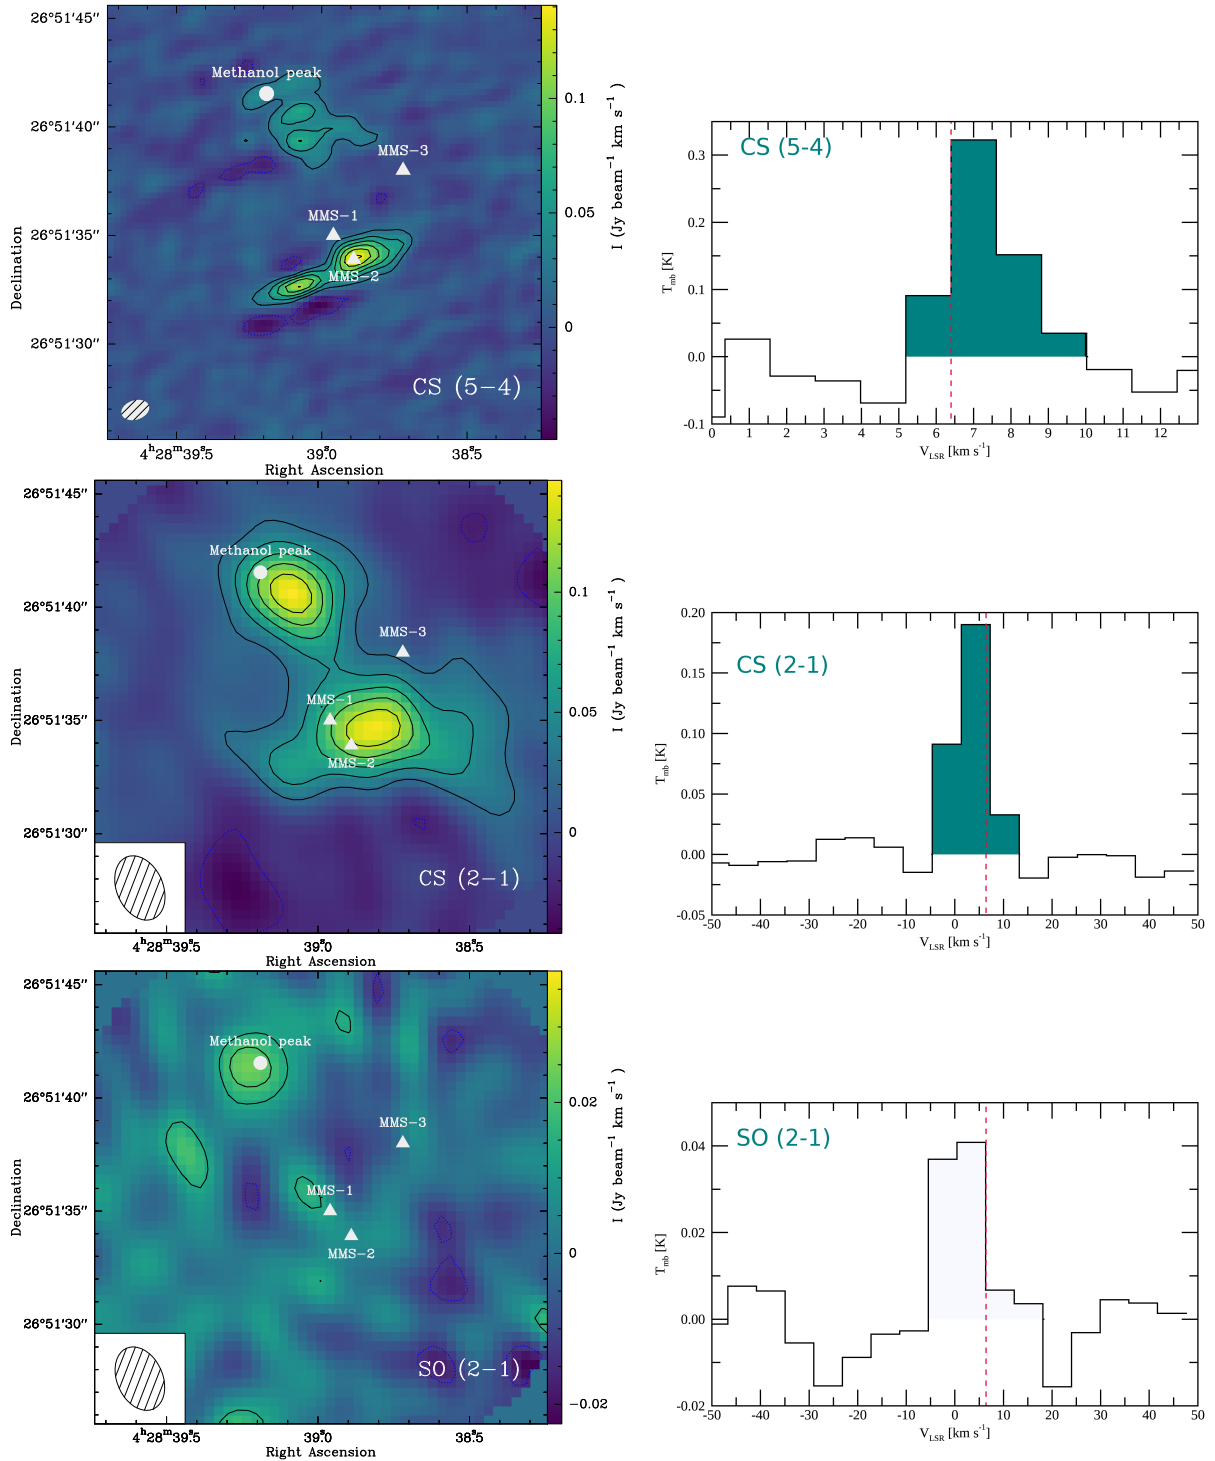 26°51′45″
26°51′40″
26°51′35″
26°51′30″
Declination
Methanol peak
MMS−3
MMS−1
MMS−2
CS (5−4)
4ʰ28ᵐ39ˢ.5
39ˢ.0
38ˢ.5
Right Ascension
0.1
0.05
0
I (Jy beam⁻¹ km s⁻¹ )
CS (5-4)
0.3
0.2
0.1
0.0
-0.1
T_mb [K]
0 1 2 3 4 5 6 7 8 9 10 11 12
V_LSR [km s⁻¹]
26°51′45″
26°51′40″
26°51′35″
26°51′30″
Declination
Methanol peak
MMS−3
MMS−1
MMS−2
CS (2−1)
4ʰ28ᵐ39ˢ.5
39ˢ.0
38ˢ.5
Right Ascension
0.1
0.05
0
I (Jy beam⁻¹ km s⁻¹ )
CS (2-1)
0.20
0.15
0.10
0.05
0.00
-0.05
T_mb [K]
-50 -40 -30 -20 -10 0 10 20 30 40 50
V_LSR [km s⁻¹]
26°51′45″
26°51′40″
26°51′35″
26°51′30″
Declination
Methanol peak
MMS−3
MMS−1
MMS−2
SO (2−1)
4ʰ28ᵐ39ˢ.5
39ˢ.0
38ˢ.5
Right Ascension
0.02
0
−0.02
I (Jy beam⁻¹ km s⁻¹ )
SO (2-1)
0.04
0.02
0.00
-0.02
T_mb [K]
-50 -40 -30 -20 -10 0 10 20 30 40 50
V_LSR [km s⁻¹]